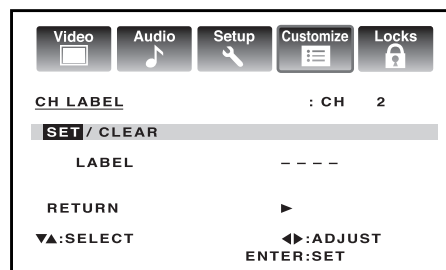 Video Audio Setup Customize Locks
CH LABEL : CH 2
SET / CLEAR
LABEL – – – –
RETURN ►
▼▲:SELECT ◀▶:ADJUST
ENTER:SET